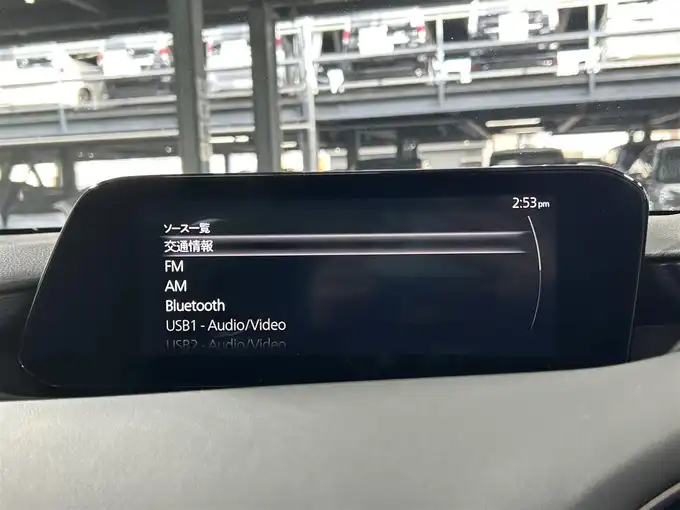 2:53pm
ソース一覧
交通情報
FM
AM
Bluetooth
USB1 - Audio/Video
USB2 - Audio/Video